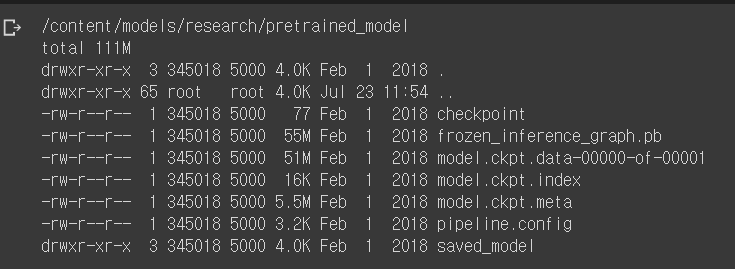 /content/models/research/pretrained_model
total 111M
drwxr-xr-x  3 345018 5000 4.0K Feb  1  2018 .
drwxr-xr-x 65 root   root 4.0K Jul 23 11:54 ..
-rw-r--r--  1 345018 5000   77 Feb  1  2018 checkpoint
-rw-r--r--  1 345018 5000  55M Feb  1  2018 frozen_inference_graph.pb
-rw-r--r--  1 345018 5000  51M Feb  1  2018 model.ckpt.data-00000-of-00001
-rw-r--r--  1 345018 5000  16K Feb  1  2018 model.ckpt.index
-rw-r--r--  1 345018 5000 5.5M Feb  1  2018 model.ckpt.meta
-rw-r--r--  1 345018 5000 3.2K Feb  1  2018 pipeline.config
drwxr-xr-x  3 345018 5000 4.0K Feb  1  2018 saved_model